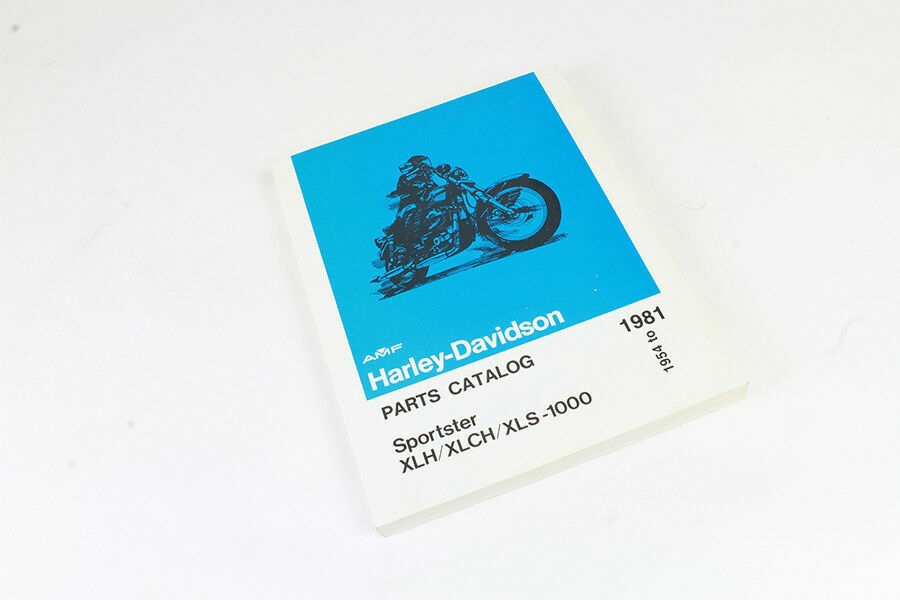 AMF
Harley-Davidson
PARTS CATALOG
1981
1954 to
Sportster
XLH/XLCH/XLS-1000